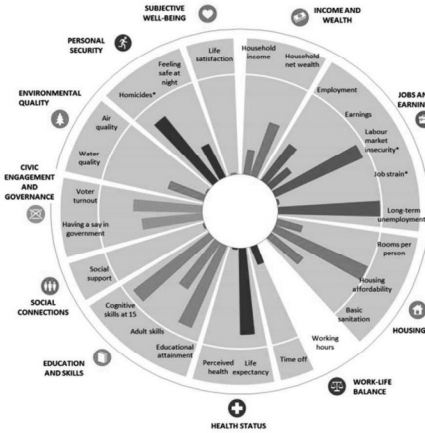 SUBJECTIVE
WELL-BEING
INCOME AND
WEALTH
PERSONAL
SECURITY
Life
satisfaction
Household
income
Household
net wealth
Feeling
safe at
night
Homicides*
Employment
ENVIRONMENTAL
QUALITY
Air
quality
Earnings
JOBS AND
Labour
market
insecurity*
Water
quality
Job strain*
CIVIC
ENGAGEMENT
AND
GOVERNANCE
Voter
turnout
Long-term
unemployment
Having a say in
government
Rooms per
person
Social
support
Housing
affordability
SOCIAL
CONNECTIONS
Cognitive
skills at 15
Basic
sanitation
HOUSING
Adult skills
Working
hours
EDUCATION
AND SKILLS
Educational
attainment
Perceived
health
Life
expectancy
Time off
WORK-LIFE
BALANCE
HEALTH STATUS